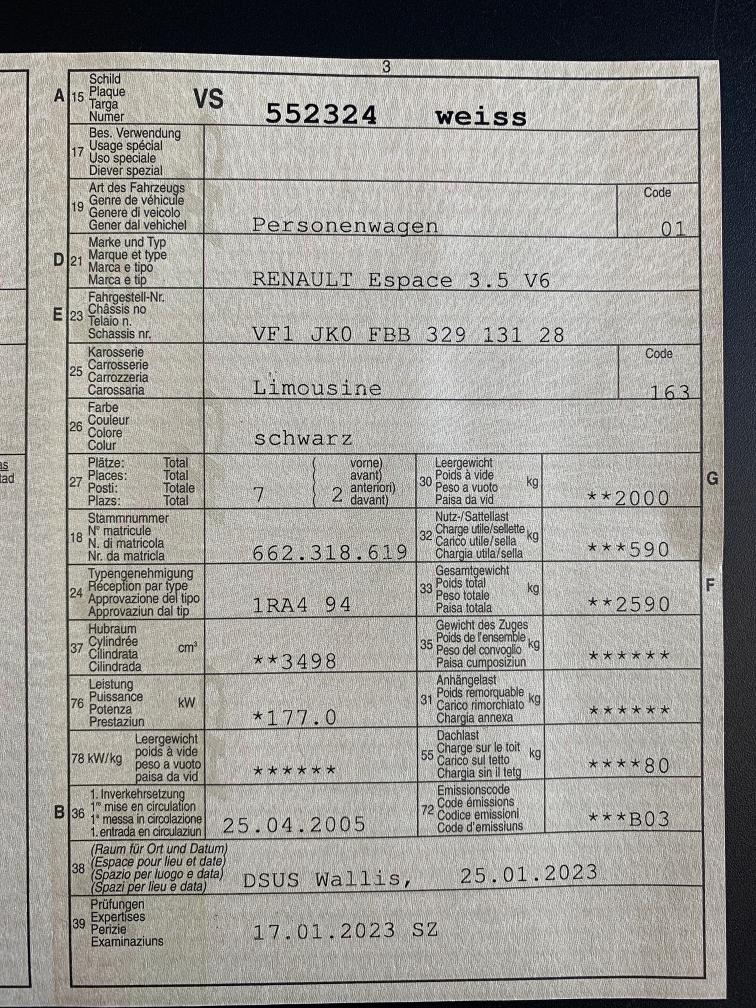 3
A 15 Schild
Plaque
Targa
Numer
VS 552324 weiss
17 Bes. Verwendung
Usage spécial
Uso speciale
Diever spezial
19 Art des Fahrzeugs
Genre de véhicule
Genere di veicolo
Gener dal vehichel
Personenwagen
Code
01
D 21 Marke und Typ
Marque et type
Marca e tipo
Marca e tip
RENAULT Espace 3.5 V6
E 23 Fahrgestell-Nr.
Châssis no
Telaio n.
Schassis nr.
VF1 JK0 FBB 329 131 28
25 Karosserie
Carrosserie
Carrozzeria
Carossaria
Limousine
Code
163
26 Farbe
Couleur
Colore
Colur
schwarz
27 Plätze: Total
Places: Total
Posti: Totale
Plazs: Total
7
( vorne)
avant)
2 anteriori)
davant)
30 Leergewicht
Poids à vide
Peso a vuoto
Paisa da vid
kg
**2000
G
18 Stammnummer
N° matricule
N. di matricola
Nr. da matricla
662.318.619
32 Nutz-/Sattellast
Charge utile/sellette
Carico utile/sella
Chargia utila/sella
kg
***590
24 Typengenehmigung
Réception par type
Approvazione del tipo
Approvaziun dal tip
1RA4 94
33 Gesamtgewicht
Poids total
Peso totale
Paisa totala
kg
**2590
F
37 Hubraum
Cylindrée
Cilindrata
Cilindrada
cm³
**3498
35 Gewicht des Zuges
Poids de l'ensemble
Peso del convoglio
Paisa cumposiziun
kg
******
76 Leistung
Puissance
Potenza
Prestaziun
kW
*177.0
31 Anhängelast
Poids remorquable
Carico rimorchiato
Chargia annexa
kg
******
78 kW/kg
Leergewicht
poids à vide
peso a vuoto
paisa da vid
******
55 Dachlast
Charge sur le toit
Carico sul tetto
Chargia sin il tetg
kg
****80
B 36 1. Inverkehrsetzung
1re mise en circulation
1a messa in circolazione
1. entrada en circulaziun
25.04.2005
72 Emissionscode
Code émissions
Codice emissioni
Code d'emissiuns
***B03
38 (Raum für Ort und Datum)
(Espace pour lieu et date)
(Spazio per luogo e data)
(Spazi per lieu e data)
DSUS Wallis, 25.01.2023
39 Prüfungen
Expertises
Perizie
Examinaziuns
17.01.2023 SZ